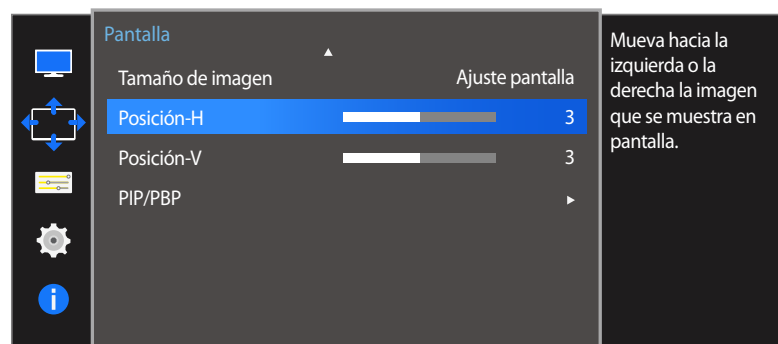 Pantalla
Tamaño de imagen Ajuste pantalla
Posición-H 3
Posición-V 3
PIP/PBP
Mueva hacia la
izquierda o la
derecha la imagen
que se muestra en
pantalla.